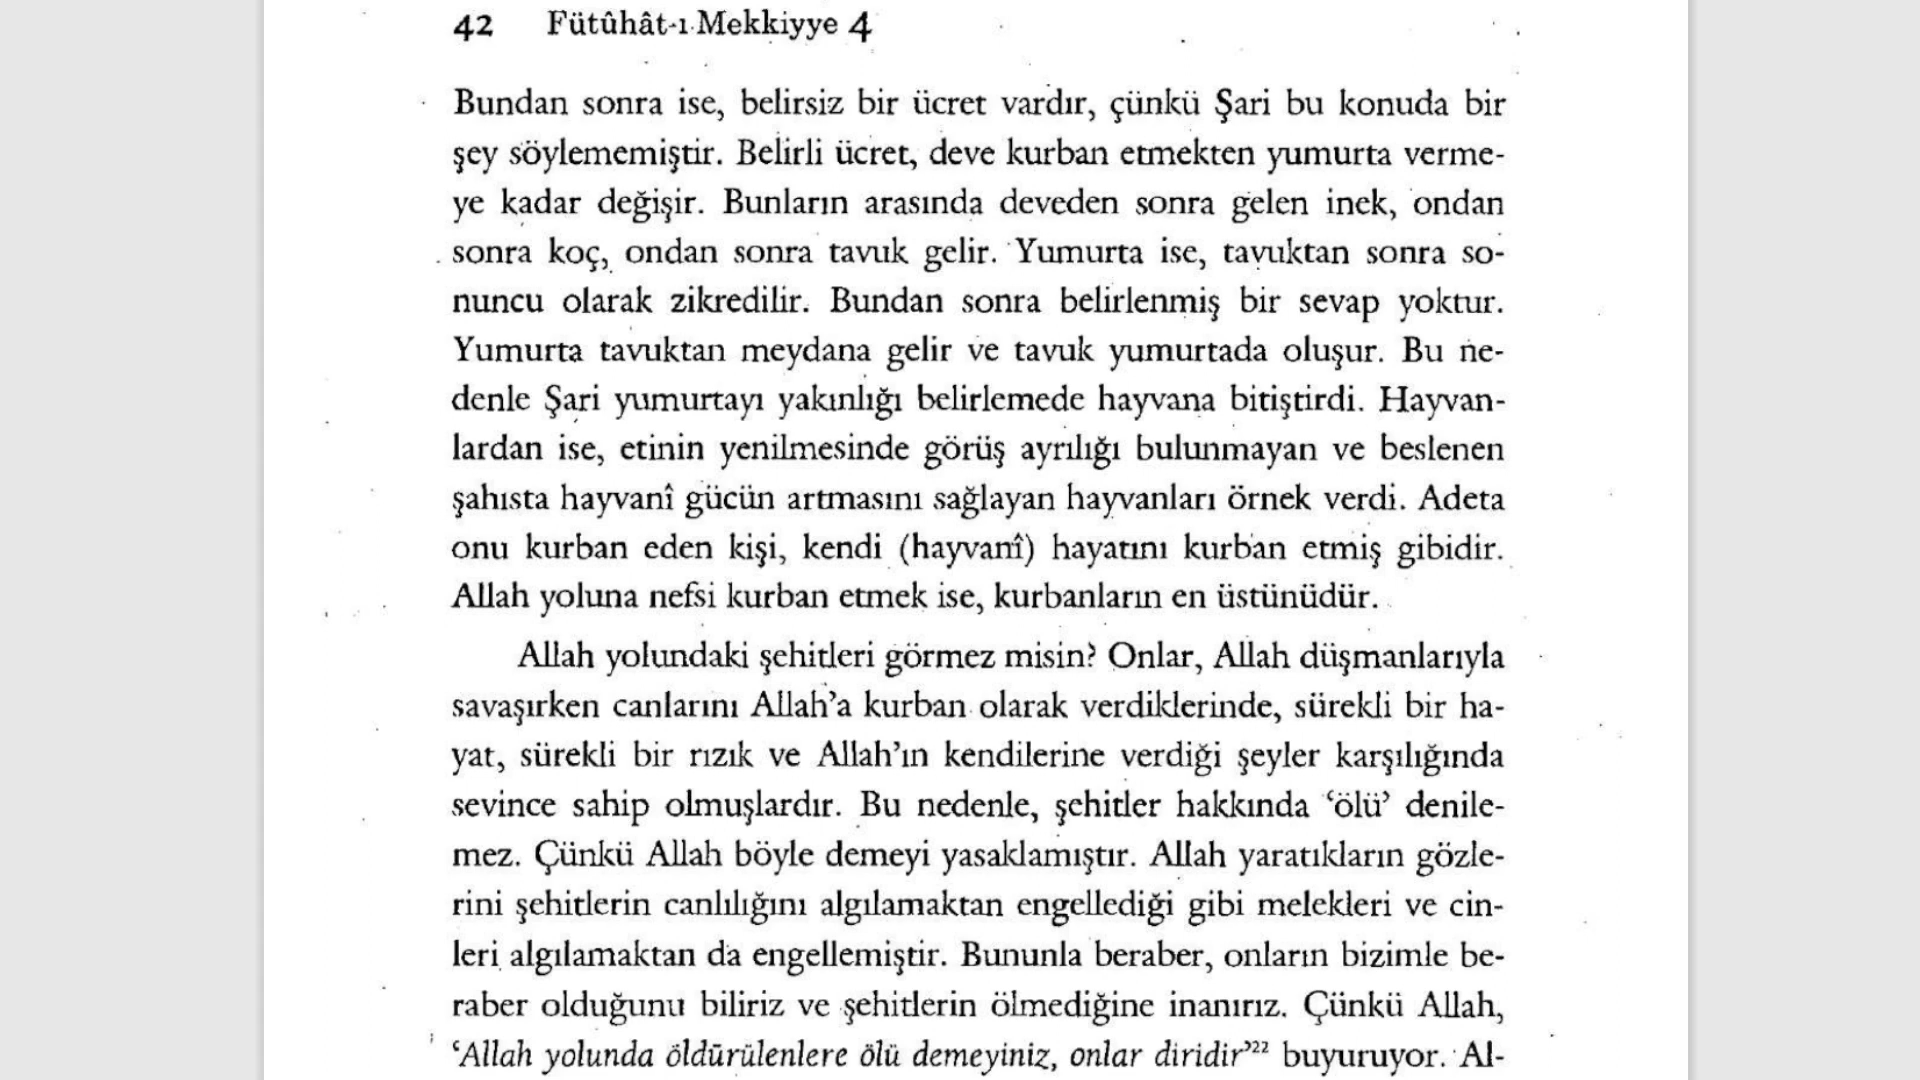 42 Fütûhât-ı Mekkiyye 4
Bundan sonra ise, belirsiz bir ücret vardır, çünkü Şari bu konuda bir
şey söylememiştir. Belirli ücret, deve kurban etmekten yumurta verme-
ye kadar değişir. Bunların arasında deveden sonra gelen inek, ondan
sonra koç, ondan sonra tavuk gelir. Yumurta ise, tavuktan sonra so-
nuncu olarak zikredilir. Bundan sonra belirlenmiş bir sevap yoktur.
Yumurta tavuktan meydana gelir ve tavuk yumurtada oluşur. Bu ne-
denle Şari yumurtayı yakınlığı belirlemede hayvana bitiştirdi. Hayvan-
lardan ise, etinin yenilmesinde görüş ayrılığı bulunmayan ve beslenen
şahısta hayvanî gücün artmasını sağlayan hayvanları örnek verdi. Adeta
onu kurban eden kişi, kendi (hayvanî) hayatını kurban etmiş gibidir.
Allah yoluna nefsi kurban etmek ise, kurbanların en üstünüdür.
Allah yolundaki şehitleri görmez misin? Onlar, Allah düşmanlarıyla
savaşırken canlarını Allah’a kurban olarak verdiklerinde, sürekli bir ha-
yat, sürekli bir rızık ve Allah’ın kendilerine verdiği şeyler karşılığında
sevince sahip olmuşlardır. Bu nedenle, şehitler hakkında ‘ölü’ denile-
mez. Çünkü Allah böyle demeyi yasaklamıştır. Allah yaratıkların gözle-
rini şehitlerin canlılığını algılamaktan engellediği gibi melekleri ve cin-
leri algılamaktan da engellemiştir. Bununla beraber, onların bizimle be-
raber olduğunu biliriz ve şehitlerin ölmediğine inanırız. Çünkü Allah,
‘Allah yolunda öldürülenlere ölü demeyiniz, onlar diridir’²² buyuruyor. Al-